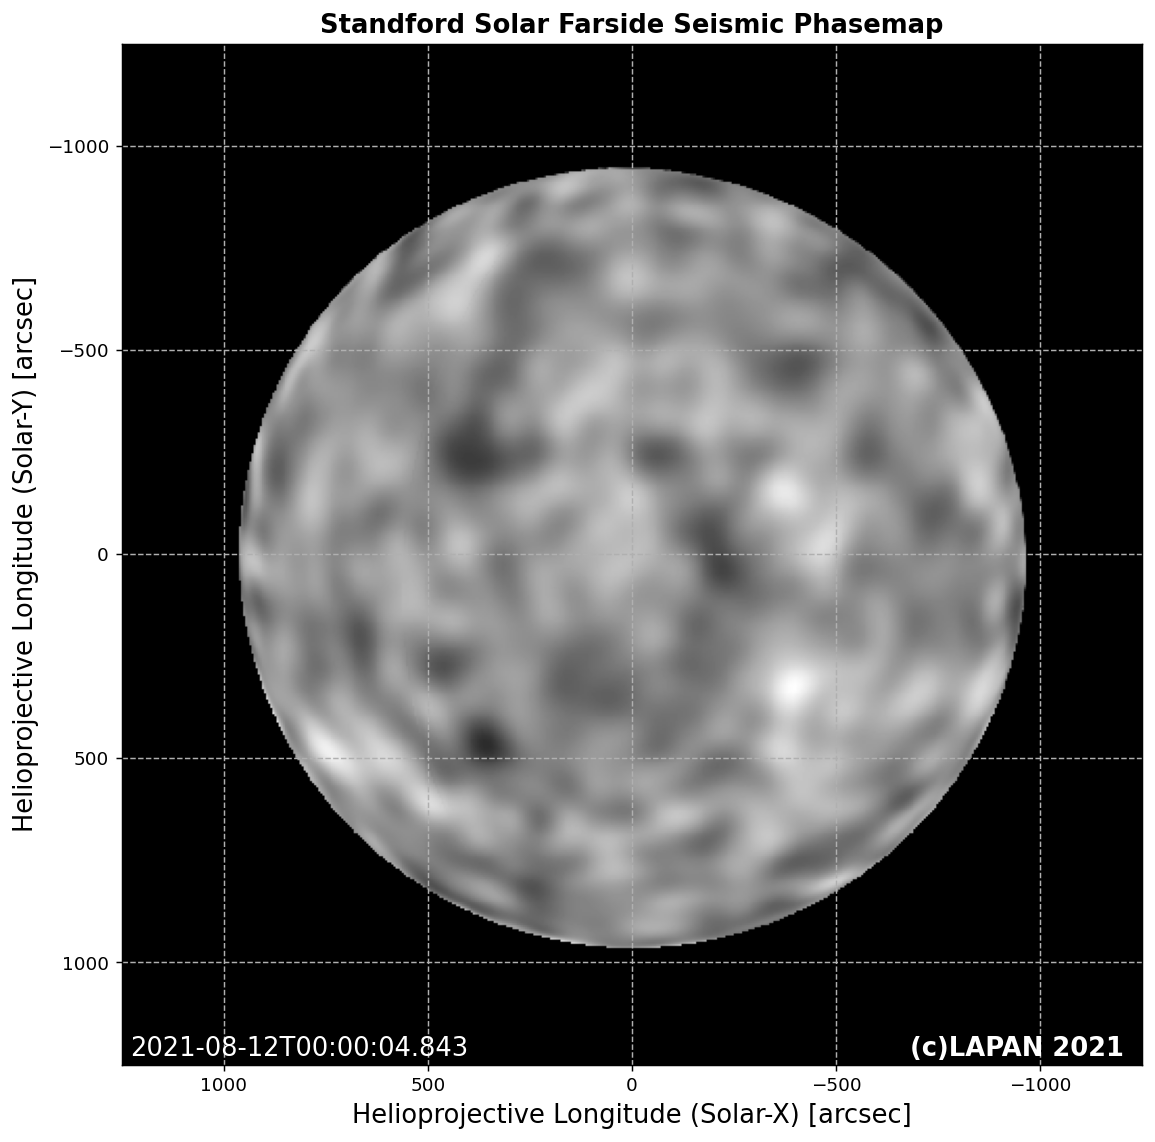 Standford Solar Farside Seismic Phasemap
Helioprojective Longitude (Solar-Y) [arcsec]
−1000
−500
0
500
1000
2021-08-12T00:00:04.843
(c)LAPAN 2021
1000 500 0 −500 −1000
Helioprojective Longitude (Solar-X) [arcsec]